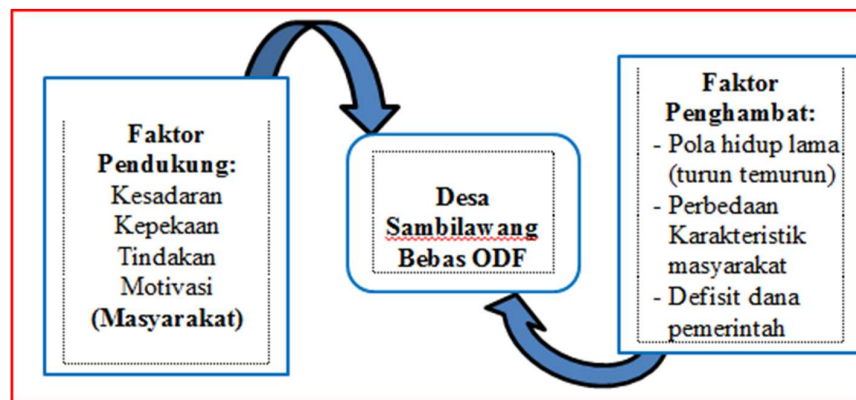 Faktor
Pendukung:
Kesadaran
Kepekaan
Tindakan
Motivasi
(Masyarakat)
Desa
Sambilawang
Bebas ODF
Faktor
Penghambat:
- Pola hidup lama
(turun temurun)
- Perbedaan
Karakteristik
masyarakat
- Defisit dana
pemerintah